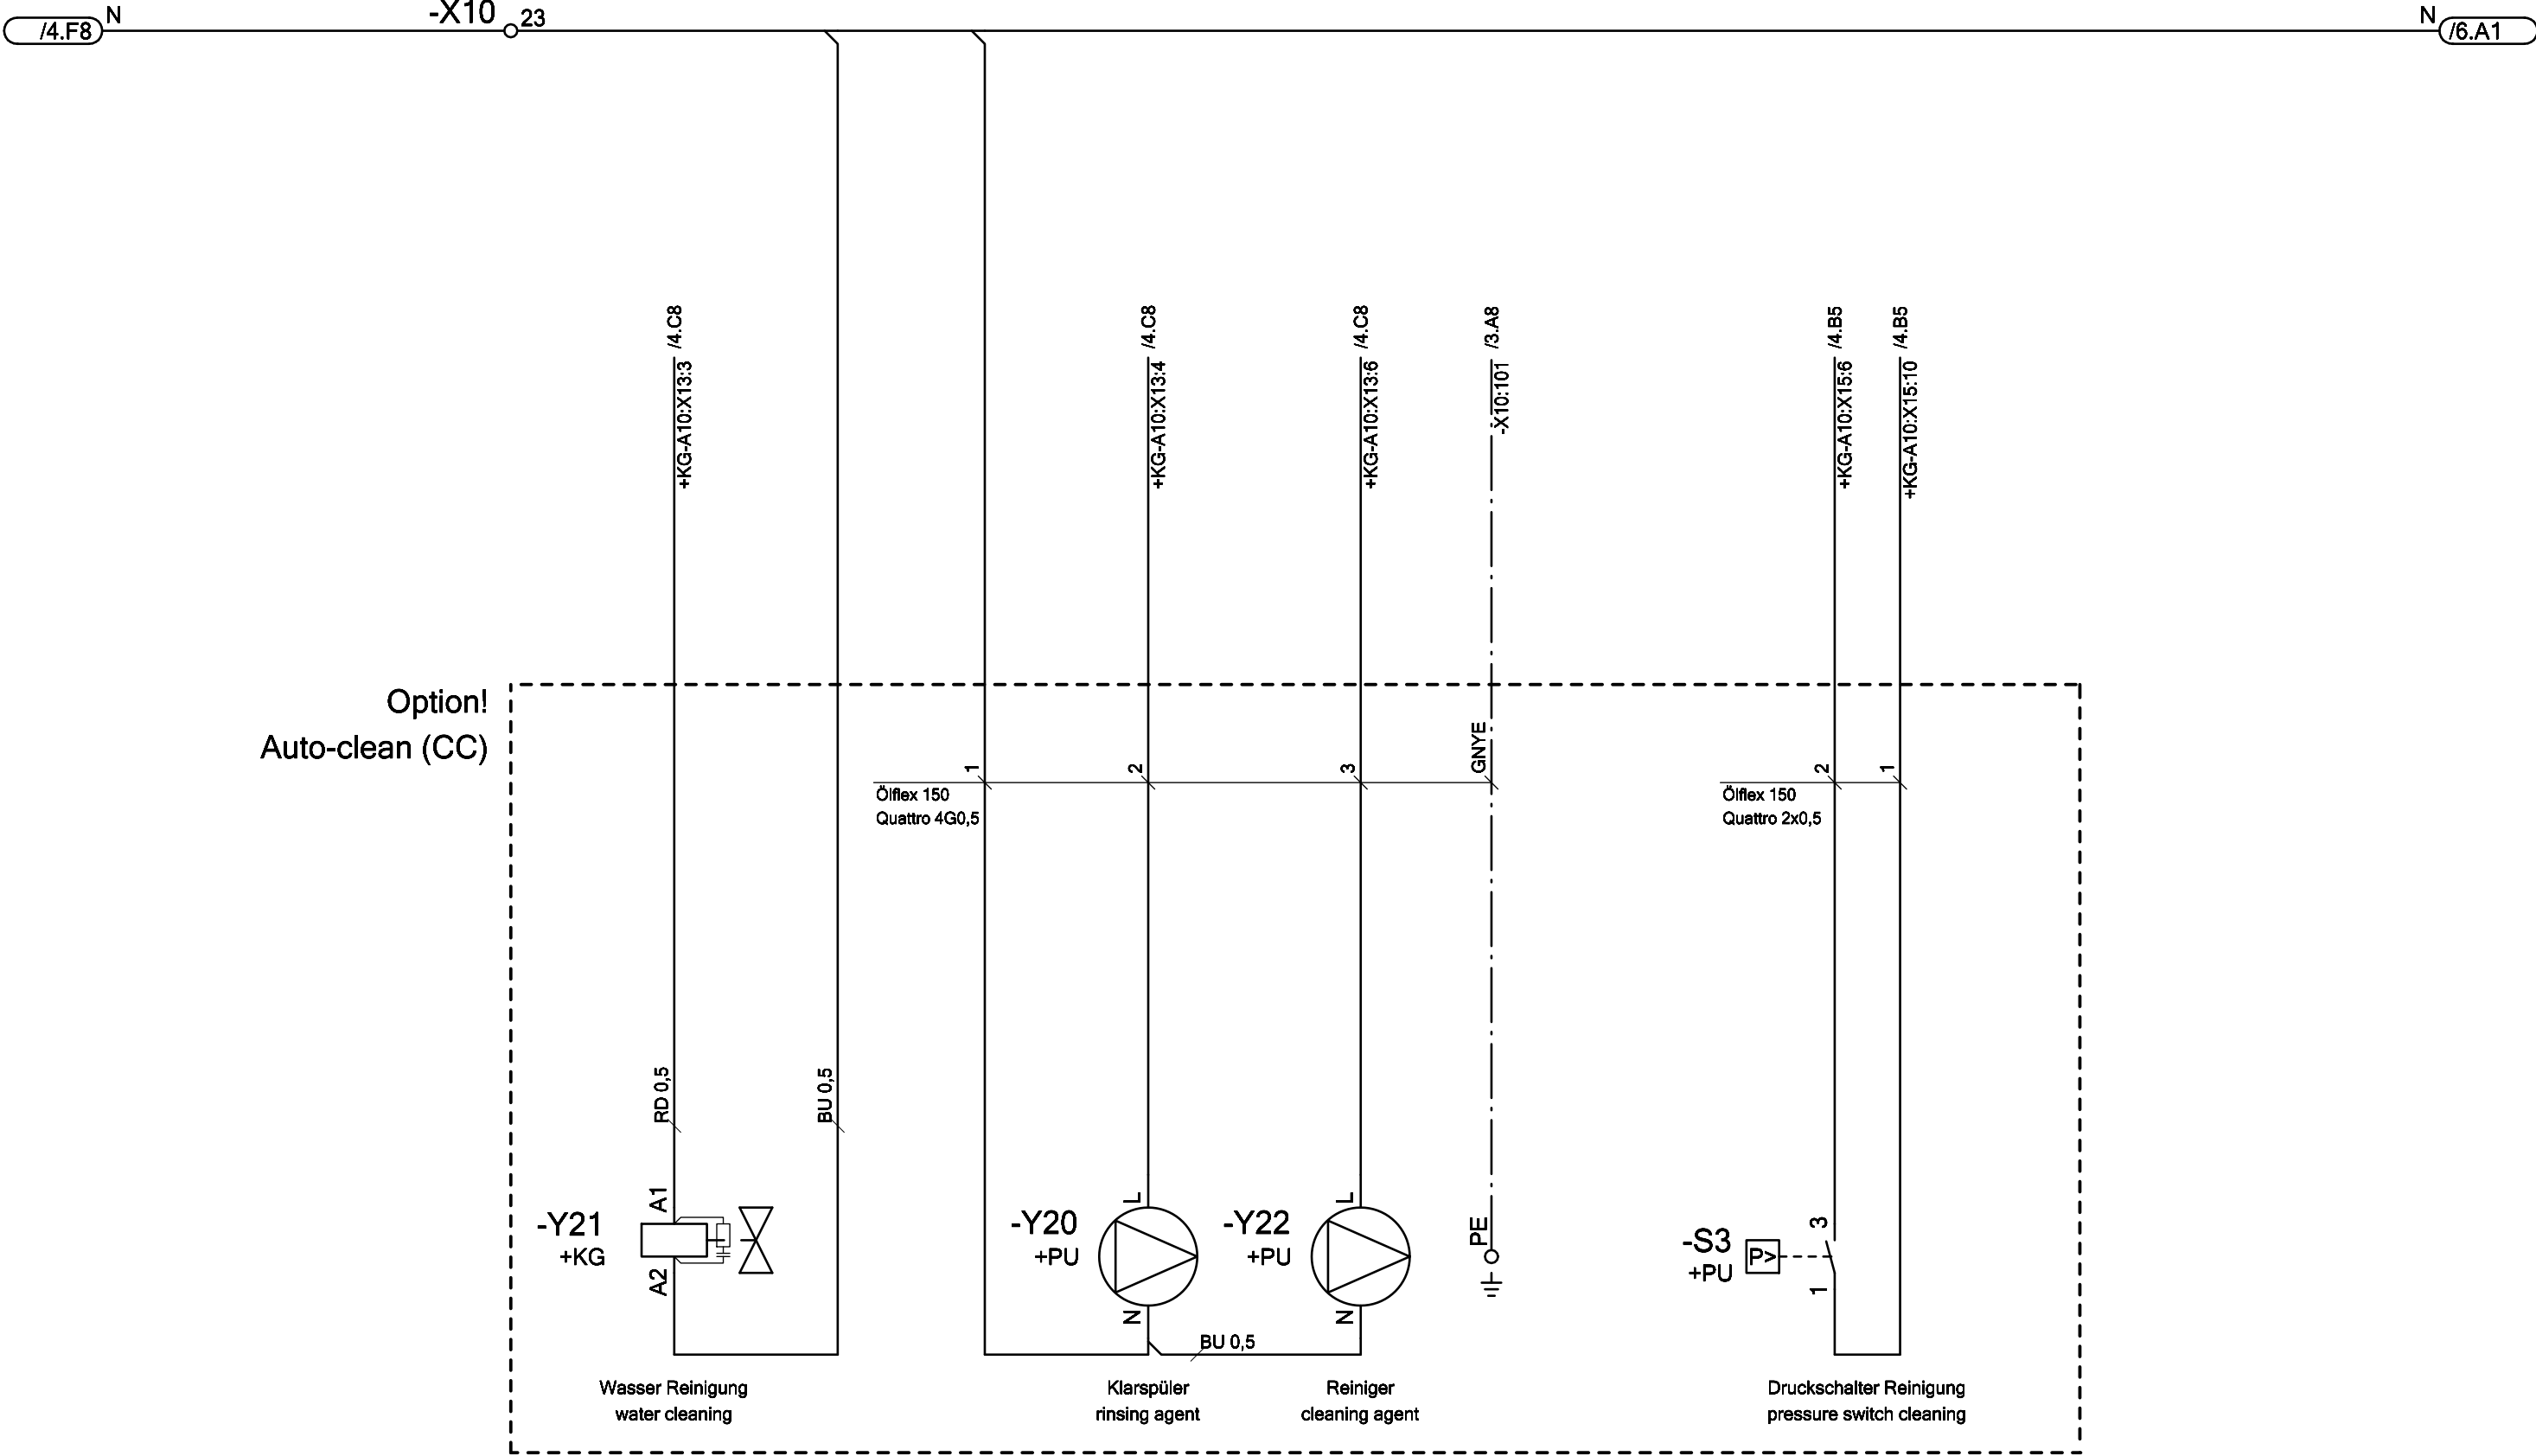 /4.F8
N
-X10
23
N
/6.A1
/4.C8
+KG-A10:X13:3
/4.C8
+KG-A10:X13:4
/4.C8
+KG-A10:X13:6
/3.A8
-X10:101
/4.B5
+KG-A10:X15:6
/4.B5
+KG-A10:X15:10
Option!
Auto-clean (CC)
1
2
3
GNYE
Ölflex 150
Quattro 4G0,5
2
1
Ölflex 150
Quattro 2x0,5
RD 0,5
BU 0,5
A1
-Y21
+KG
A2
L
-Y20
+PU
N
L
-Y22
+PU
N
BU 0,5
PE
3
-S3
+PU
P>
1
Wasser Reinigung
water cleaning
Klarspüler
rinsing agent
Reiniger
cleaning agent
Druckschalter Reinigung
pressure switch cleaning